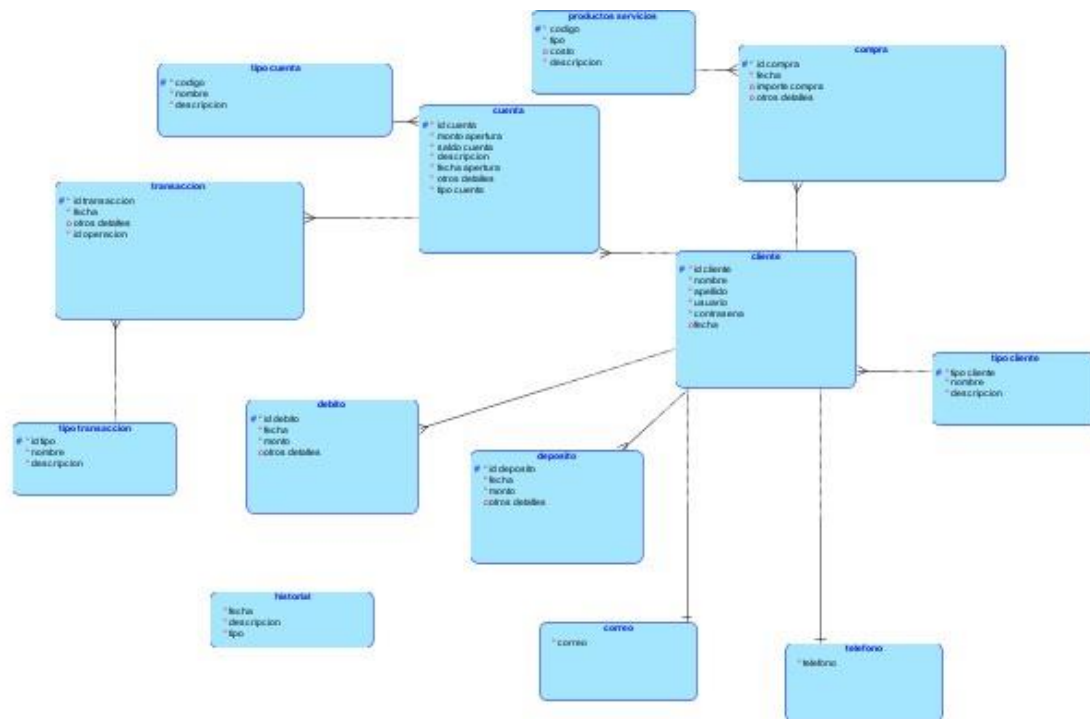 productos servicios
# * codigo
* tipo
o costo
* descripcion
compra
# * id compra
* fecha
o importe compra
o otros detalles
tipo cuenta
# * codigo
* nombre
* descripcion
cuenta
# * id cuenta
* monto apertura
* saldo cuenta
* descripcion
* fecha apertura
* otros detalles
* tipo cuenta
transaccion
# * id transaccion
* fecha
o otros detalles
* id operacion
cliente
# * id cliente
* nombre
* apellido
* usuario
* contrasena
o fecha
tipo cliente
# * tipo cliente
* nombre
* descripcion
debito
# * id debito
* fecha
* monto
o otros detalles
tipo transaccion
# * id tipo
* nombre
* descripcion
deposito
# * id deposito
* fecha
* monto
o otros detalles
historial
* fecha
* descripcion
* tipo
correo
* correo
telefono
* telefono